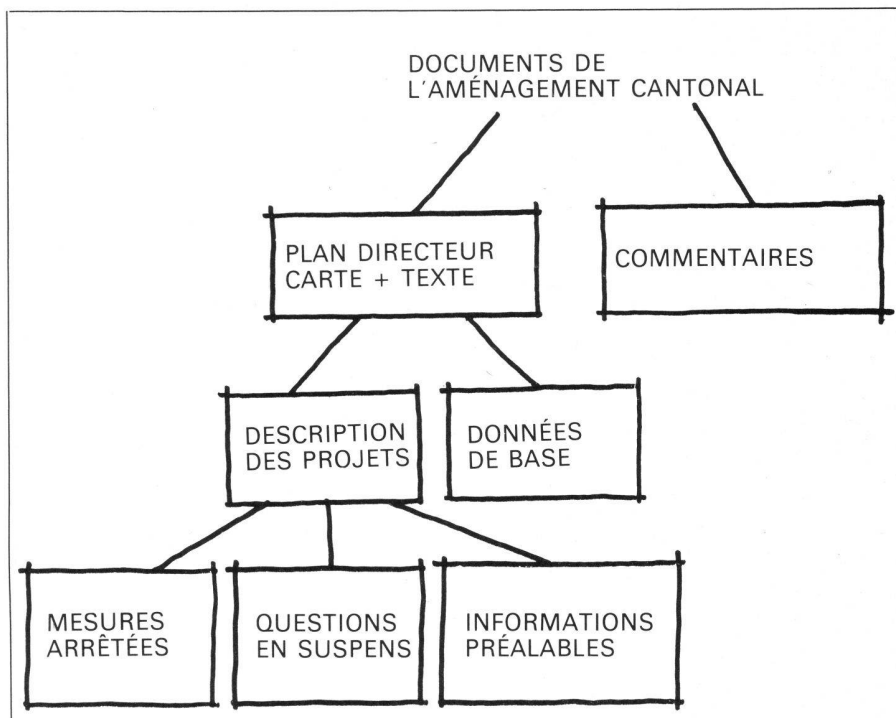 DOCUMENTS DE
L'AMÉNAGEMENT CANTONAL
PLAN DIRECTEUR
CARTE + TEXTE
COMMENTAIRES
DESCRIPTION
DES PROJETS
DONNÉES
DE BASE
MESURES
ARRÊTÉES
QUESTIONS
EN SUSPENS
INFORMATIONS
PRÉALABLES